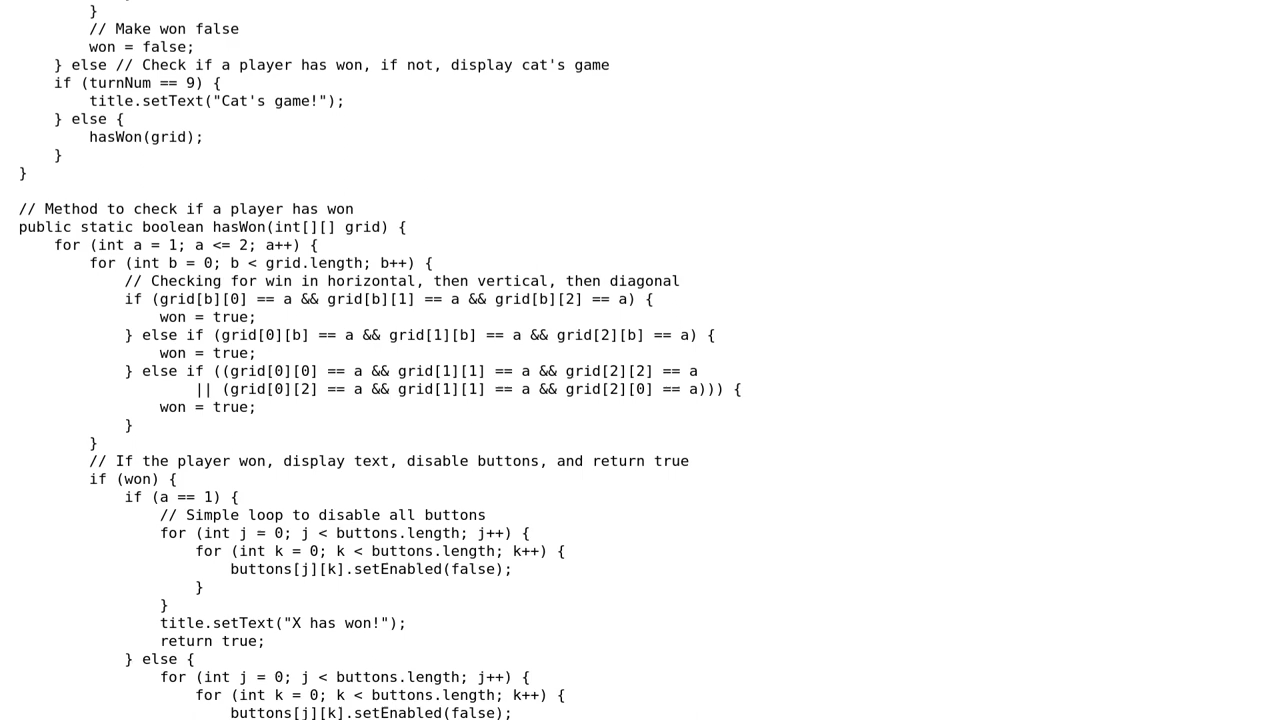 }
// Make won false
won = false;
} else // Check if a player has won, if not, display cat's game
if (turnNum == 9) {
title.setText("Cat's game!");
} else {
hasWon(grid);
}
}
// Method to check if a player has won
public static boolean hasWon(int[][] grid) {
for (int a = 1; a <= 2; a++) {
for (int b = 0; b < grid.length; b++) {
// Checking for win in horizontal, then vertical, then diagonal
if (grid[b][0] == a && grid[b][1] == a && grid[b][2] == a) {
won = true;
} else if (grid[0][b] == a && grid[1][b] == a && grid[2][b] == a) {
won = true;
} else if ((grid[0][0] == a && grid[1][1] == a && grid[2][2] == a
|| (grid[0][2] == a && grid[1][1] == a && grid[2][0] == a))) {
won = true;
}
}
// If the player won, display text, disable buttons, and return true
if (won) {
if (a == 1) {
// Simple loop to disable all buttons
for (int j = 0; j < buttons.length; j++) {
for (int k = 0; k < buttons.length; k++) {
buttons[j][k].setEnabled(false);
}
}
title.setText("X has won!");
return true;
} else {
for (int j = 0; j < buttons.length; j++) {
for (int k = 0; k < buttons.length; k++) {
buttons[j][k].setEnabled(false);